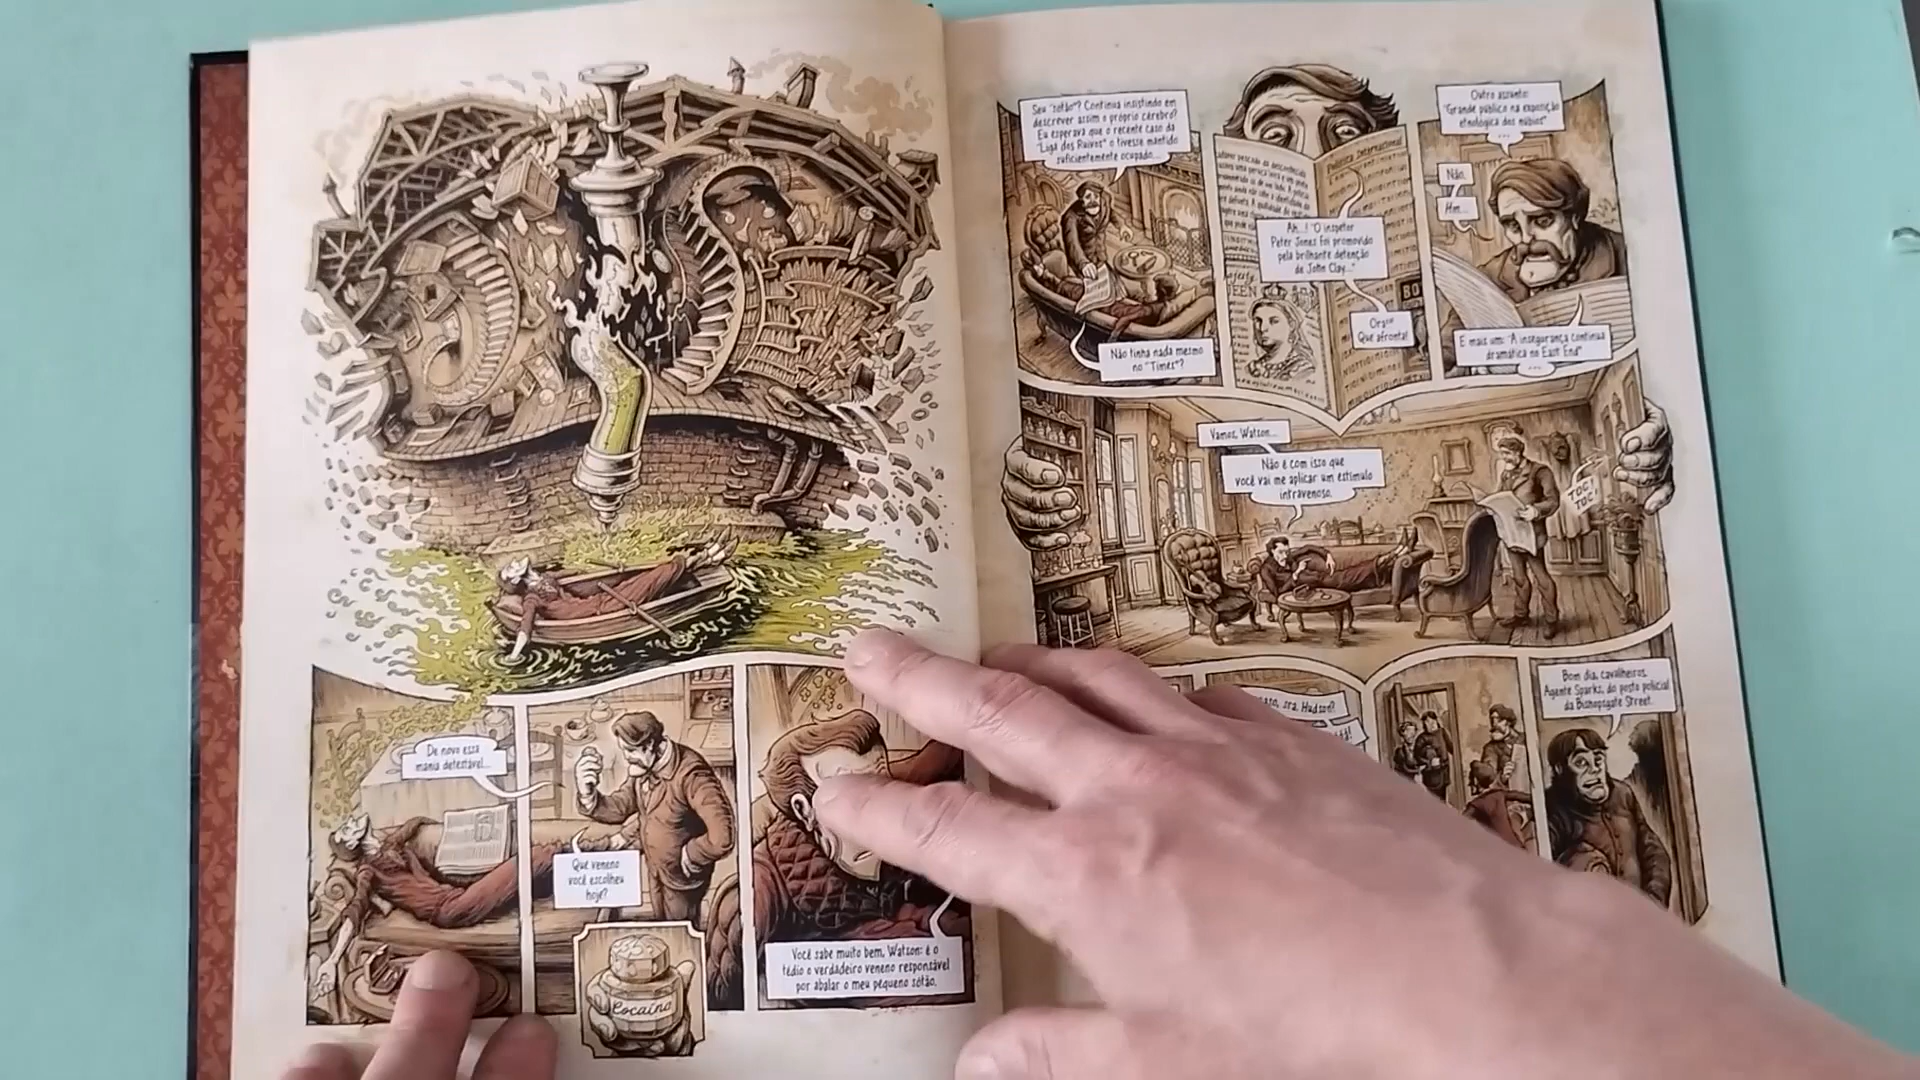 De novo essa
mania detestável...
Que veneno
você escolheu
hoje?
Cocaína
Você sabe muito bem, Watson: é o
tédio o verdadeiro veneno responsável
por abalar o meu pequeno sótão.
Seu "sótão"? Continua insistindo em
descrever assim o próprio cérebro?
Eu esperava que o recente caso da
"Liga dos Ruivos" o tivesse mantido
suficientemente ocupado...
Não tinha nada mesmo
no "Times"?
Política Internacional
Ah...! "O inspetor
Peter Jones foi promovido
pela brilhante detenção
de John Clay..."
Ora!!!
Que afronta!
Outro assunto:
"Grande público na exposição
etnológica dos núbios"
...
Não.
Hm...
E mais um: "A insegurança continua
dramática no East End"
...
Vamos, Watson...
Não é com isso que
você vai me aplicar um estímulo
intravenoso.
TOC!
TOC!
sra. Hudson?
Bom dia, cavalheiros.
Agente Sparks, do posto policial
da Bishopsgate Street.